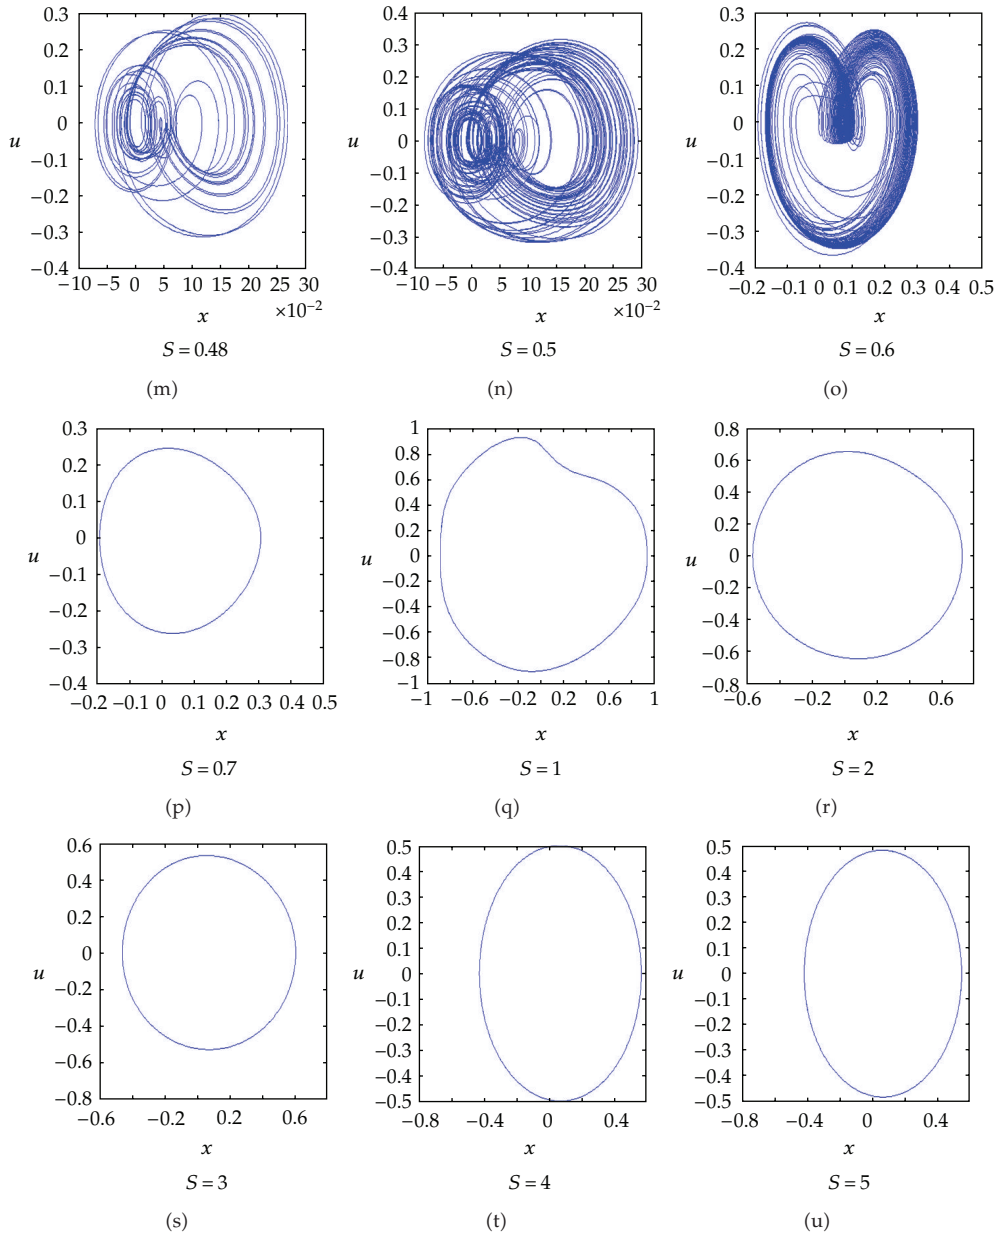 0.3
0.2
0.1
0
−0.1
−0.2
−0.3
−0.4
u
−10 −5 0 5 10 15 20 25 30
×10−2
x
S = 0.48
(m)
0.4
0.3
0.2
0.1
0
−0.1
−0.2
−0.3
−0.4
u
−10 −5 0 5 10 15 20 25 30
×10−2
x
S = 0.5
(n)
0.3
0.2
0.1
0
−0.1
−0.2
−0.3
−0.4
u
−0.2 −0.1 0 0.1 0.2 0.3 0.4 0.5
x
S = 0.6
(o)
0.3
0.2
0.1
0
−0.1
−0.2
−0.3
−0.4
u
−0.2 −0.1 0 0.1 0.2 0.3 0.4 0.5
x
S = 0.7
(p)
1
0.8
0.6
0.4
0.2
0
−0.2
−0.4
−0.6
−0.8
−1
u
−1 −0.6 −0.2 0.2 0.6 1
x
S = 1
(q)
0.8
0.6
0.4
0.2
0
−0.2
−0.4
−0.6
−0.8
u
−0.6 −0.2 0.2 0.6
x
S = 2
(r)
0.6
0.4
0.2
0
−0.2
−0.4
−0.6
−0.8
u
−0.6 −0.2 0.2 0.6
x
S = 3
(s)
0.5
0.4
0.3
0.2
0.1
0
−0.1
−0.2
−0.3
−0.4
−0.5
u
−0.8 −0.4 0 0.4
x
S = 4
(t)
0.5
0.4
0.3
0.2
0.1
0
−0.1
−0.2
−0.3
−0.4
−0.5
u
−0.8 −0.4 0 0.4
x
S = 5
(u)